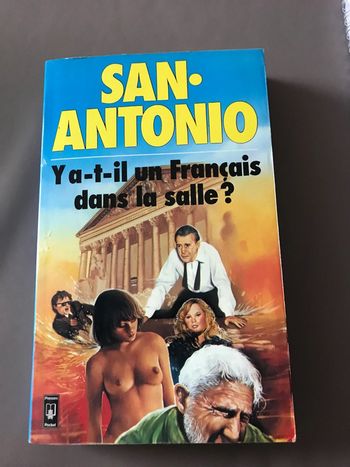 SAN-
ANTONIO
Y a-t-il un Français
dans la salle ?
Presses
Pocket